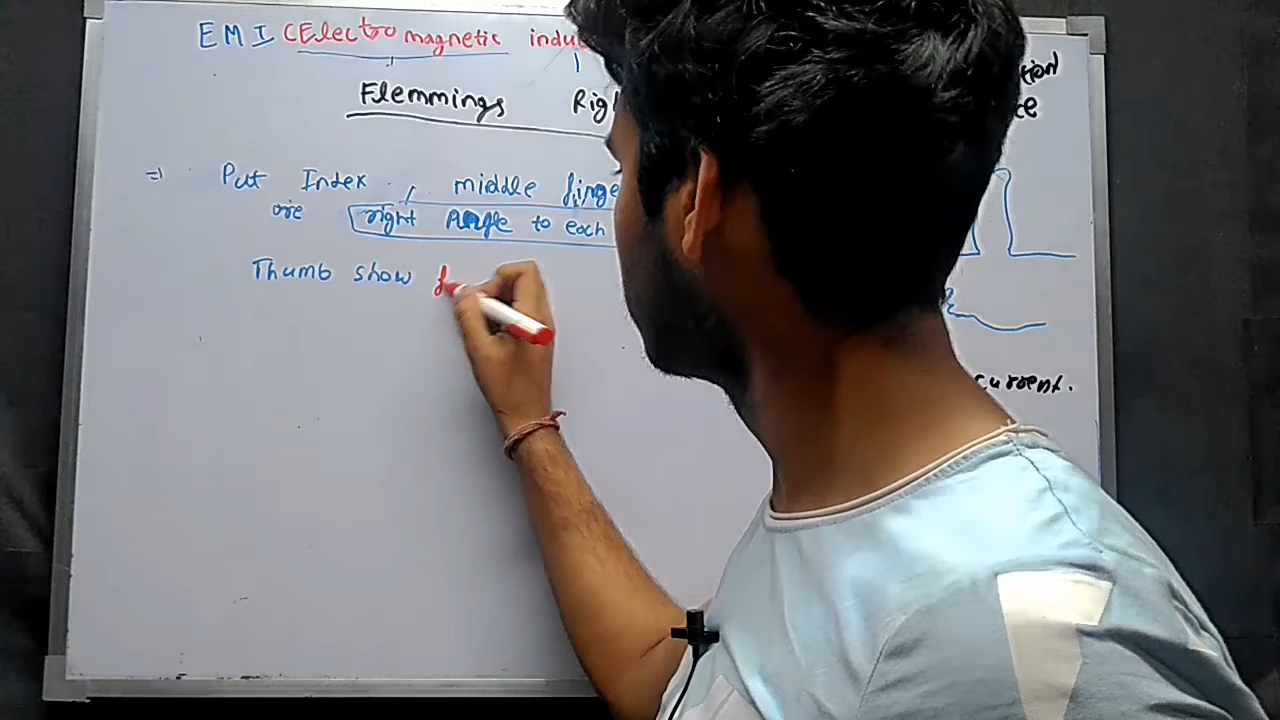 EMI (Electro magnetic indu
Flemmings Rig
tion
ce
=> Put Index , middle finge
are right Angle to each
Thumb show f
current.